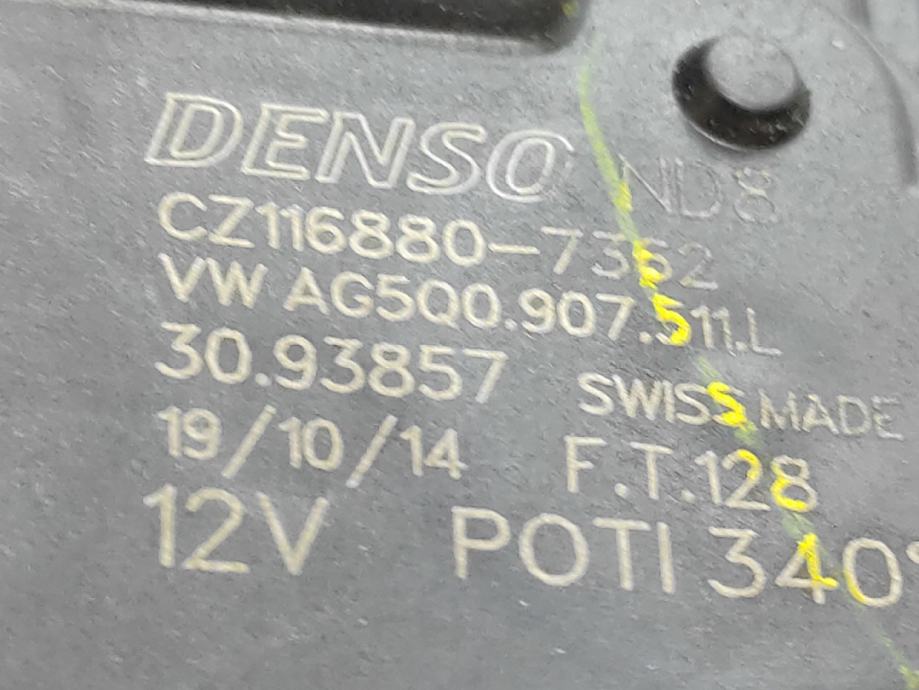 DENSO ND8
CZ116880-7352
VW AG5Q0.907.511.L
30.93857 SWISS MADE
19/10/14 F.T.128
12V POTI 340°